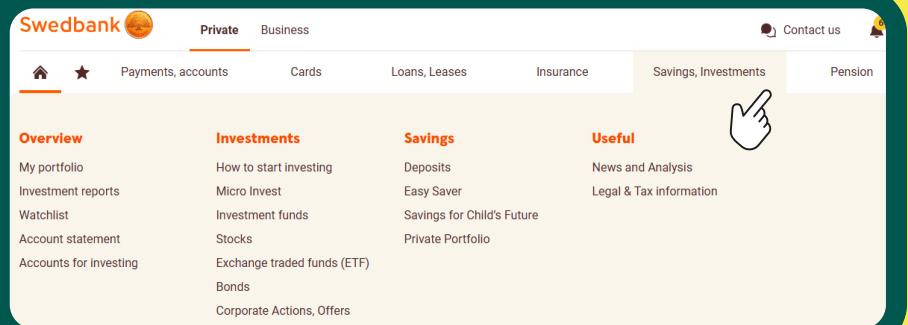 Swedbank
Private Business Contact us 6
Payments, accounts Cards Loans, Leases Insurance Savings, Investments Pension
Overview
My portfolio
Investment reports
Watchlist
Account statement
Accounts for investing
Investments
How to start investing
Micro Invest
Investment funds
Stocks
Exchange traded funds (ETF)
Bonds
Corporate Actions, Offers
Savings
Deposits
Easy Saver
Savings for Child's Future
Private Portfolio
Useful
News and Analysis
Legal & Tax information